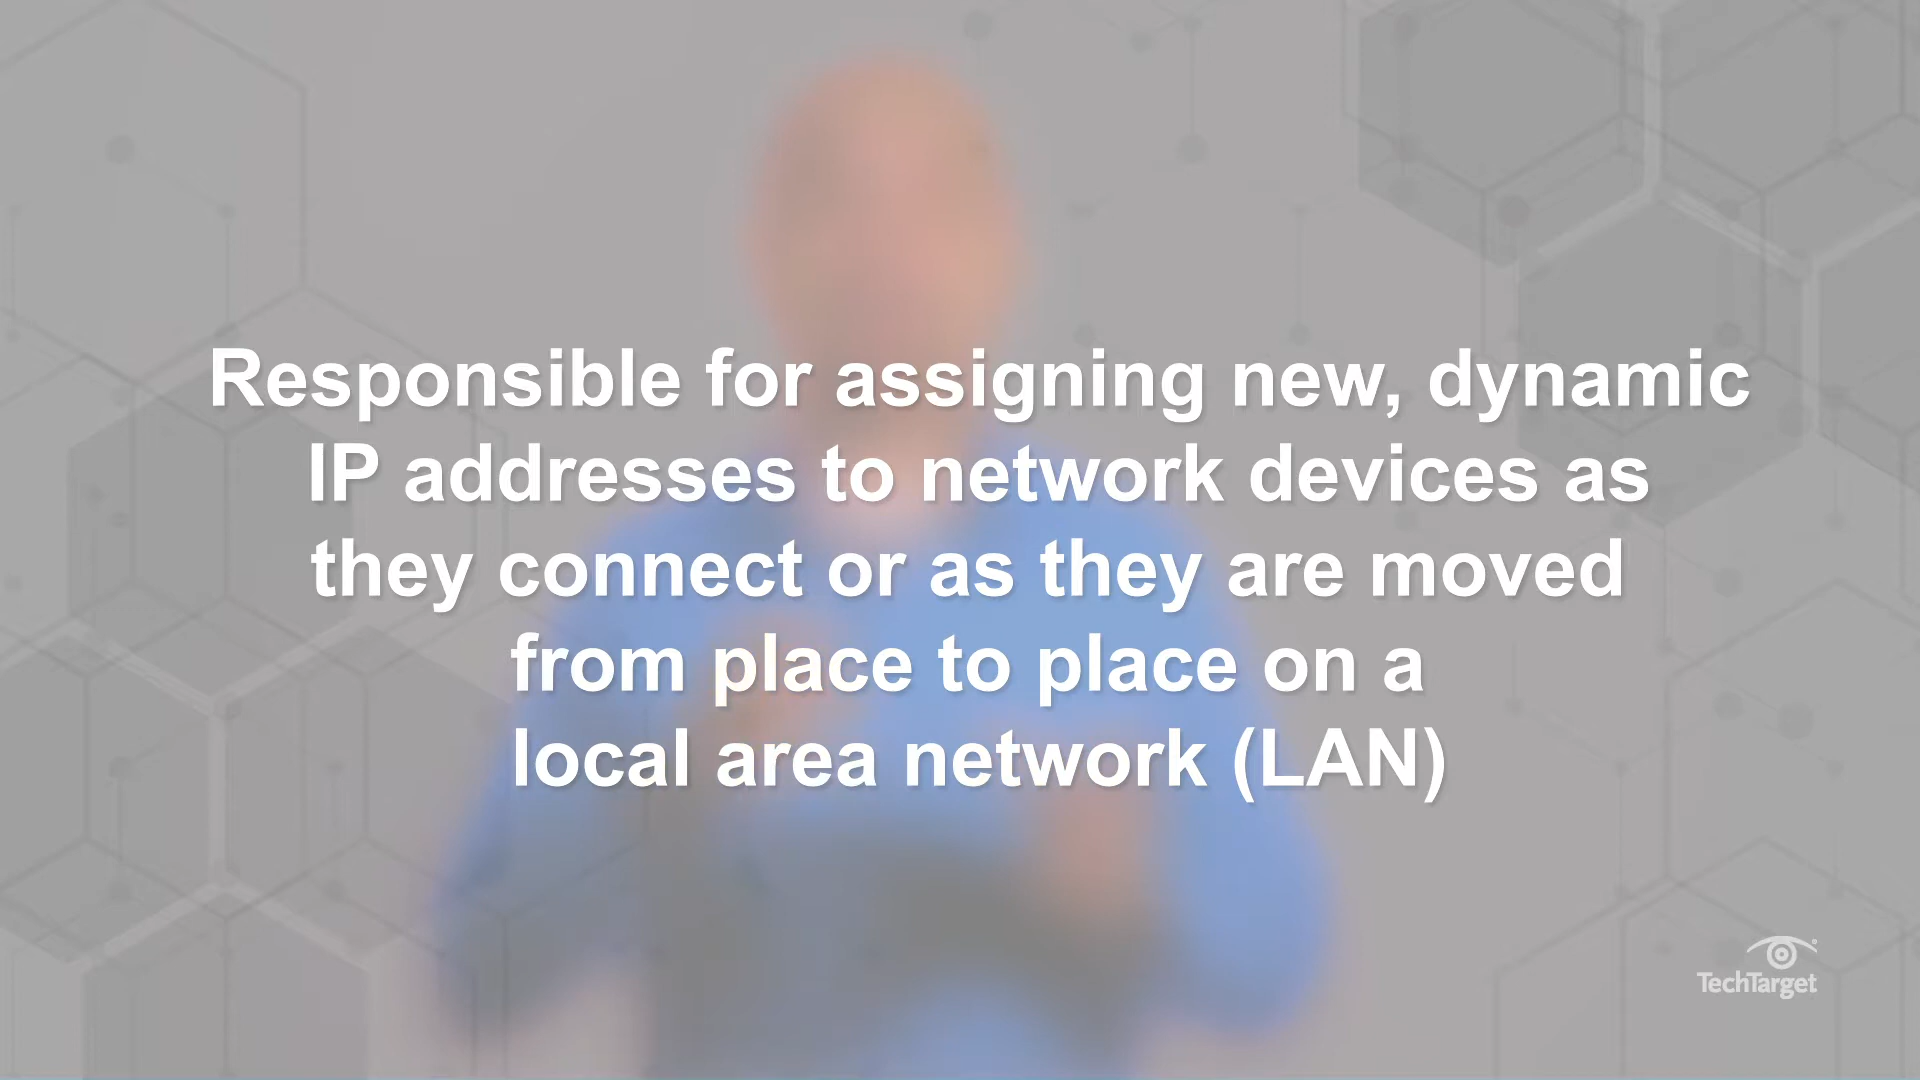 Responsible for assigning new, dynamic
IP addresses to network devices as
they connect or as they are moved
from place to place on a
local area network (LAN)
TechTarget